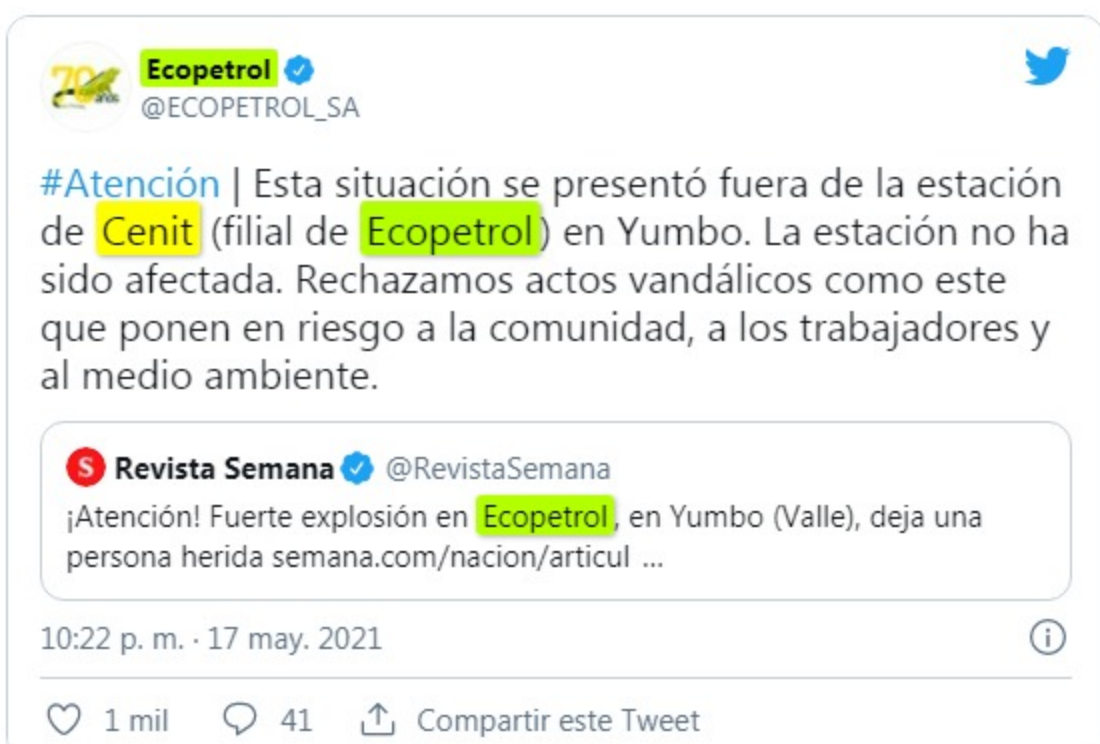 70
años
Ecopetrol
@ECOPETROL_SA
#Atención | Esta situación se presentó fuera de la estación
de Cenit (filial de Ecopetrol) en Yumbo. La estación no ha
sido afectada. Rechazamos actos vandálicos como este
que ponen en riesgo a la comunidad, a los trabajadores y
al medio ambiente.
S Revista Semana @RevistaSemana
¡Atención! Fuerte explosión en Ecopetrol, en Yumbo (Valle), deja una
persona herida semana.com/nacion/articul ...
10:22 p. m. · 17 may. 2021
1 mil 41 Compartir este Tweet